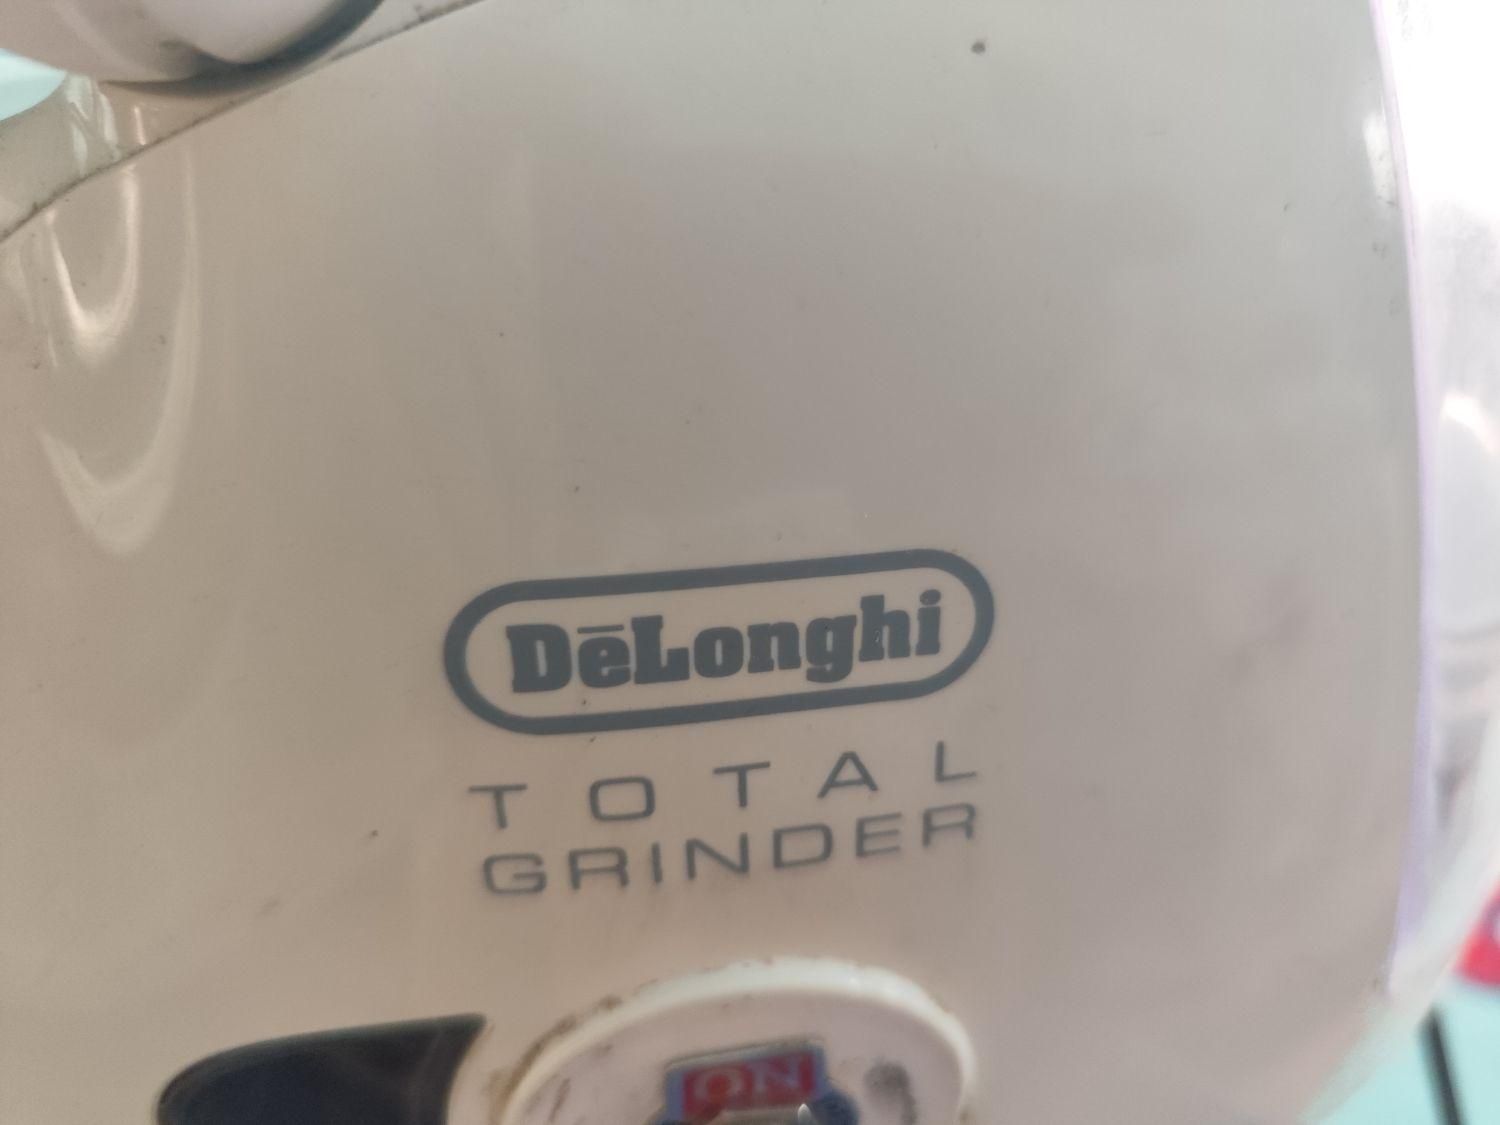 DēLonghi
TOTAL
GRINDER
ON